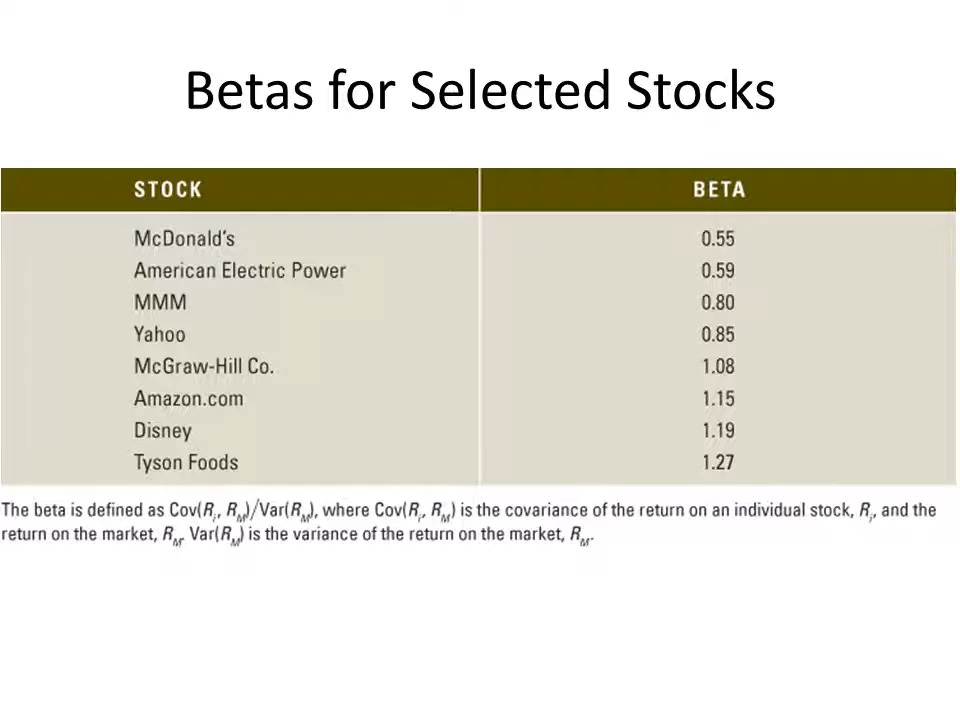 Betas for Selected Stocks
STOCK BETA
McDonald's 0.55
American Electric Power 0.59
MMM 0.80
Yahoo 0.85
McGraw-Hill Co. 1.08
Amazon.com 1.15
Disney 1.19
Tyson Foods 1.27
The beta is defined as Cov(Ri, RM)/Var(RM), where Cov(Ri, RM) is the covariance of the return on an individual stock, Ri, and the
return on the market, RM. Var(RM) is the variance of the return on the market, RM.